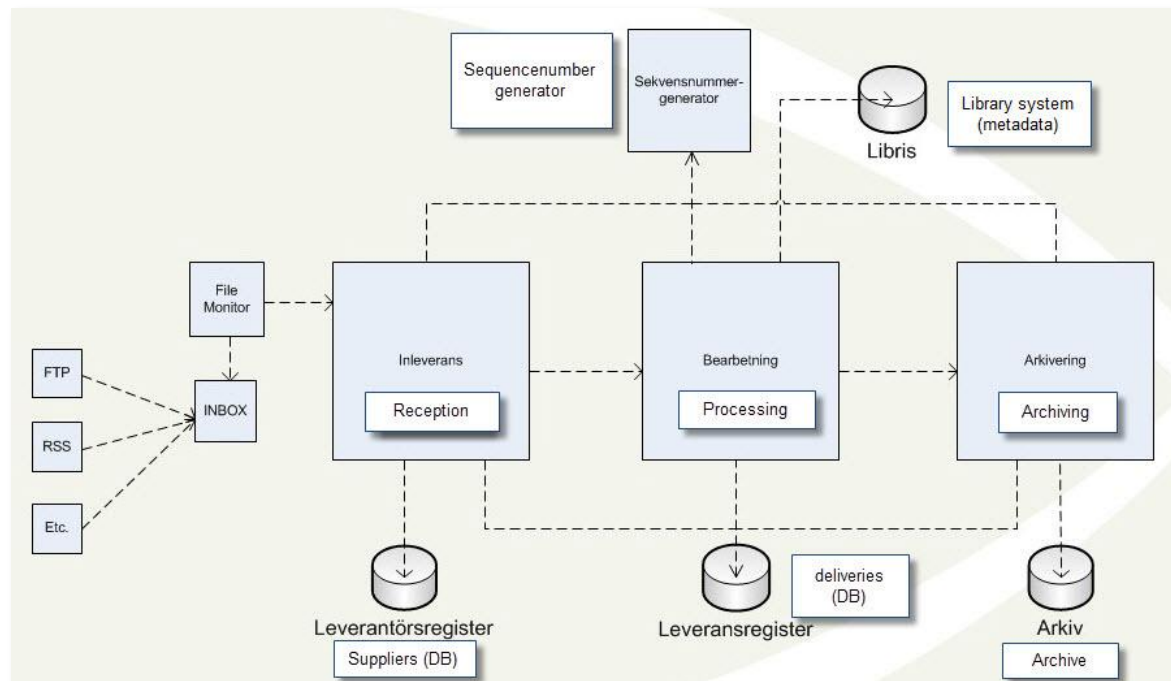 Sequencenumber
generator
Sekvensnummer-
generator
Library system
(metadata)
Libris
File
Monitor
FTP
INBOX
RSS
Etc.
Inleverans
Reception
Bearbetning
Processing
Arkivering
Archiving
Leverantörsregister
Suppliers (DB)
Leveransregister
deliveries
(DB)
Arkiv
Archive